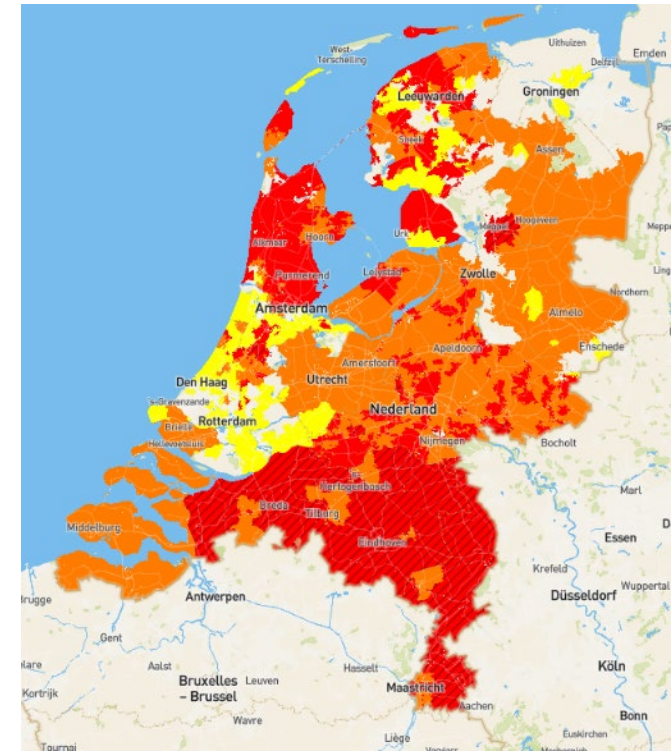 Uithuizen
Emden
Delfzijl
West-
Terschelling
Leeuwarden
Groningen
Sneek
Assen
Meppel
Hoogeveen
Urk
Alkmaar
Hoorn
Purmerend
Lelystad
Zwolle
Nordhorn
Amsterdam
Almelo
Enschede
Apeldoorn
Amersfoort
Den Haag
Utrecht
s-Gravenzande
Rotterdam
Nederland
Brielle
Hellevoetsluis
Nijmegen
Bocholt
's-
Hertogenbosch
Breda
Tilburg
Marl
Middelburg
Eindhoven
Essen
Krefeld
Wuppertal
Brugge
Antwerpen
Düsseldorf
Gent
Aalst
Bruxelles
– Brussel
Leuven
Hasselt
Köln
Kortrijk
Maastricht
Wavre
Aachen
Bonn
Liège
Euskirchen
Tournai